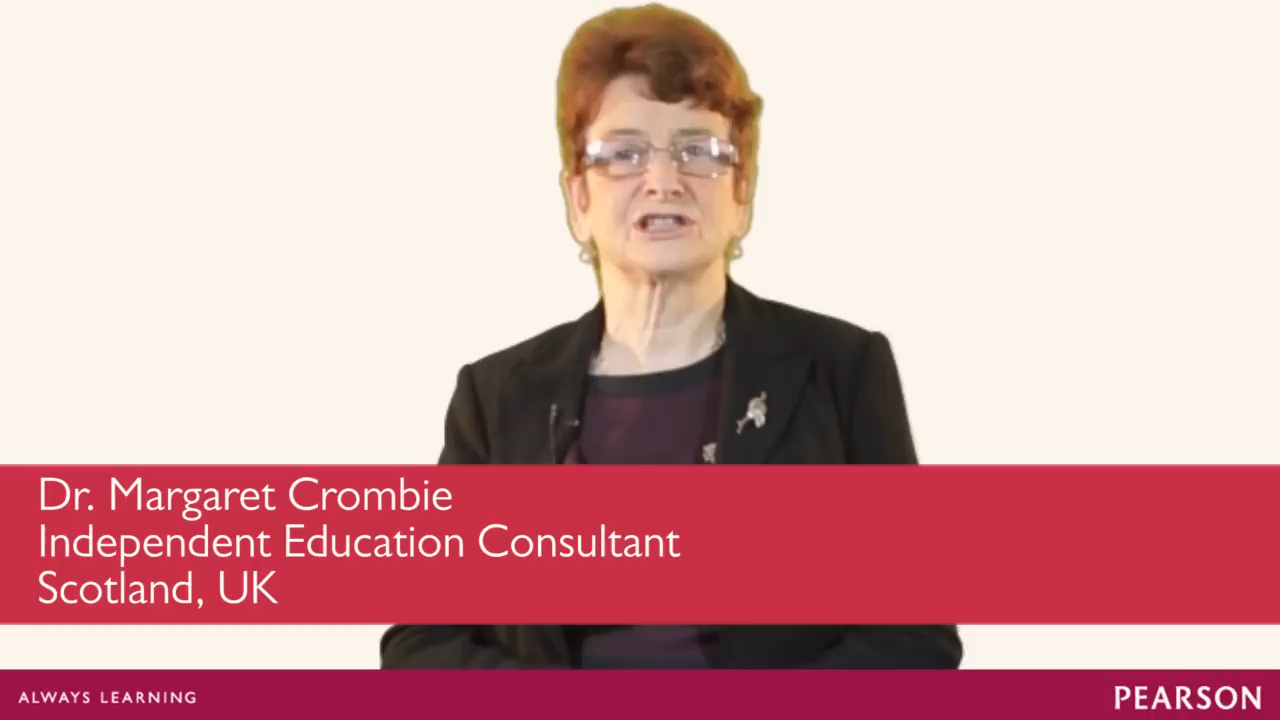 Dr. Margaret Crombie
Independent Education Consultant
Scotland, UK
ALWAYS LEARNING
PEARSON